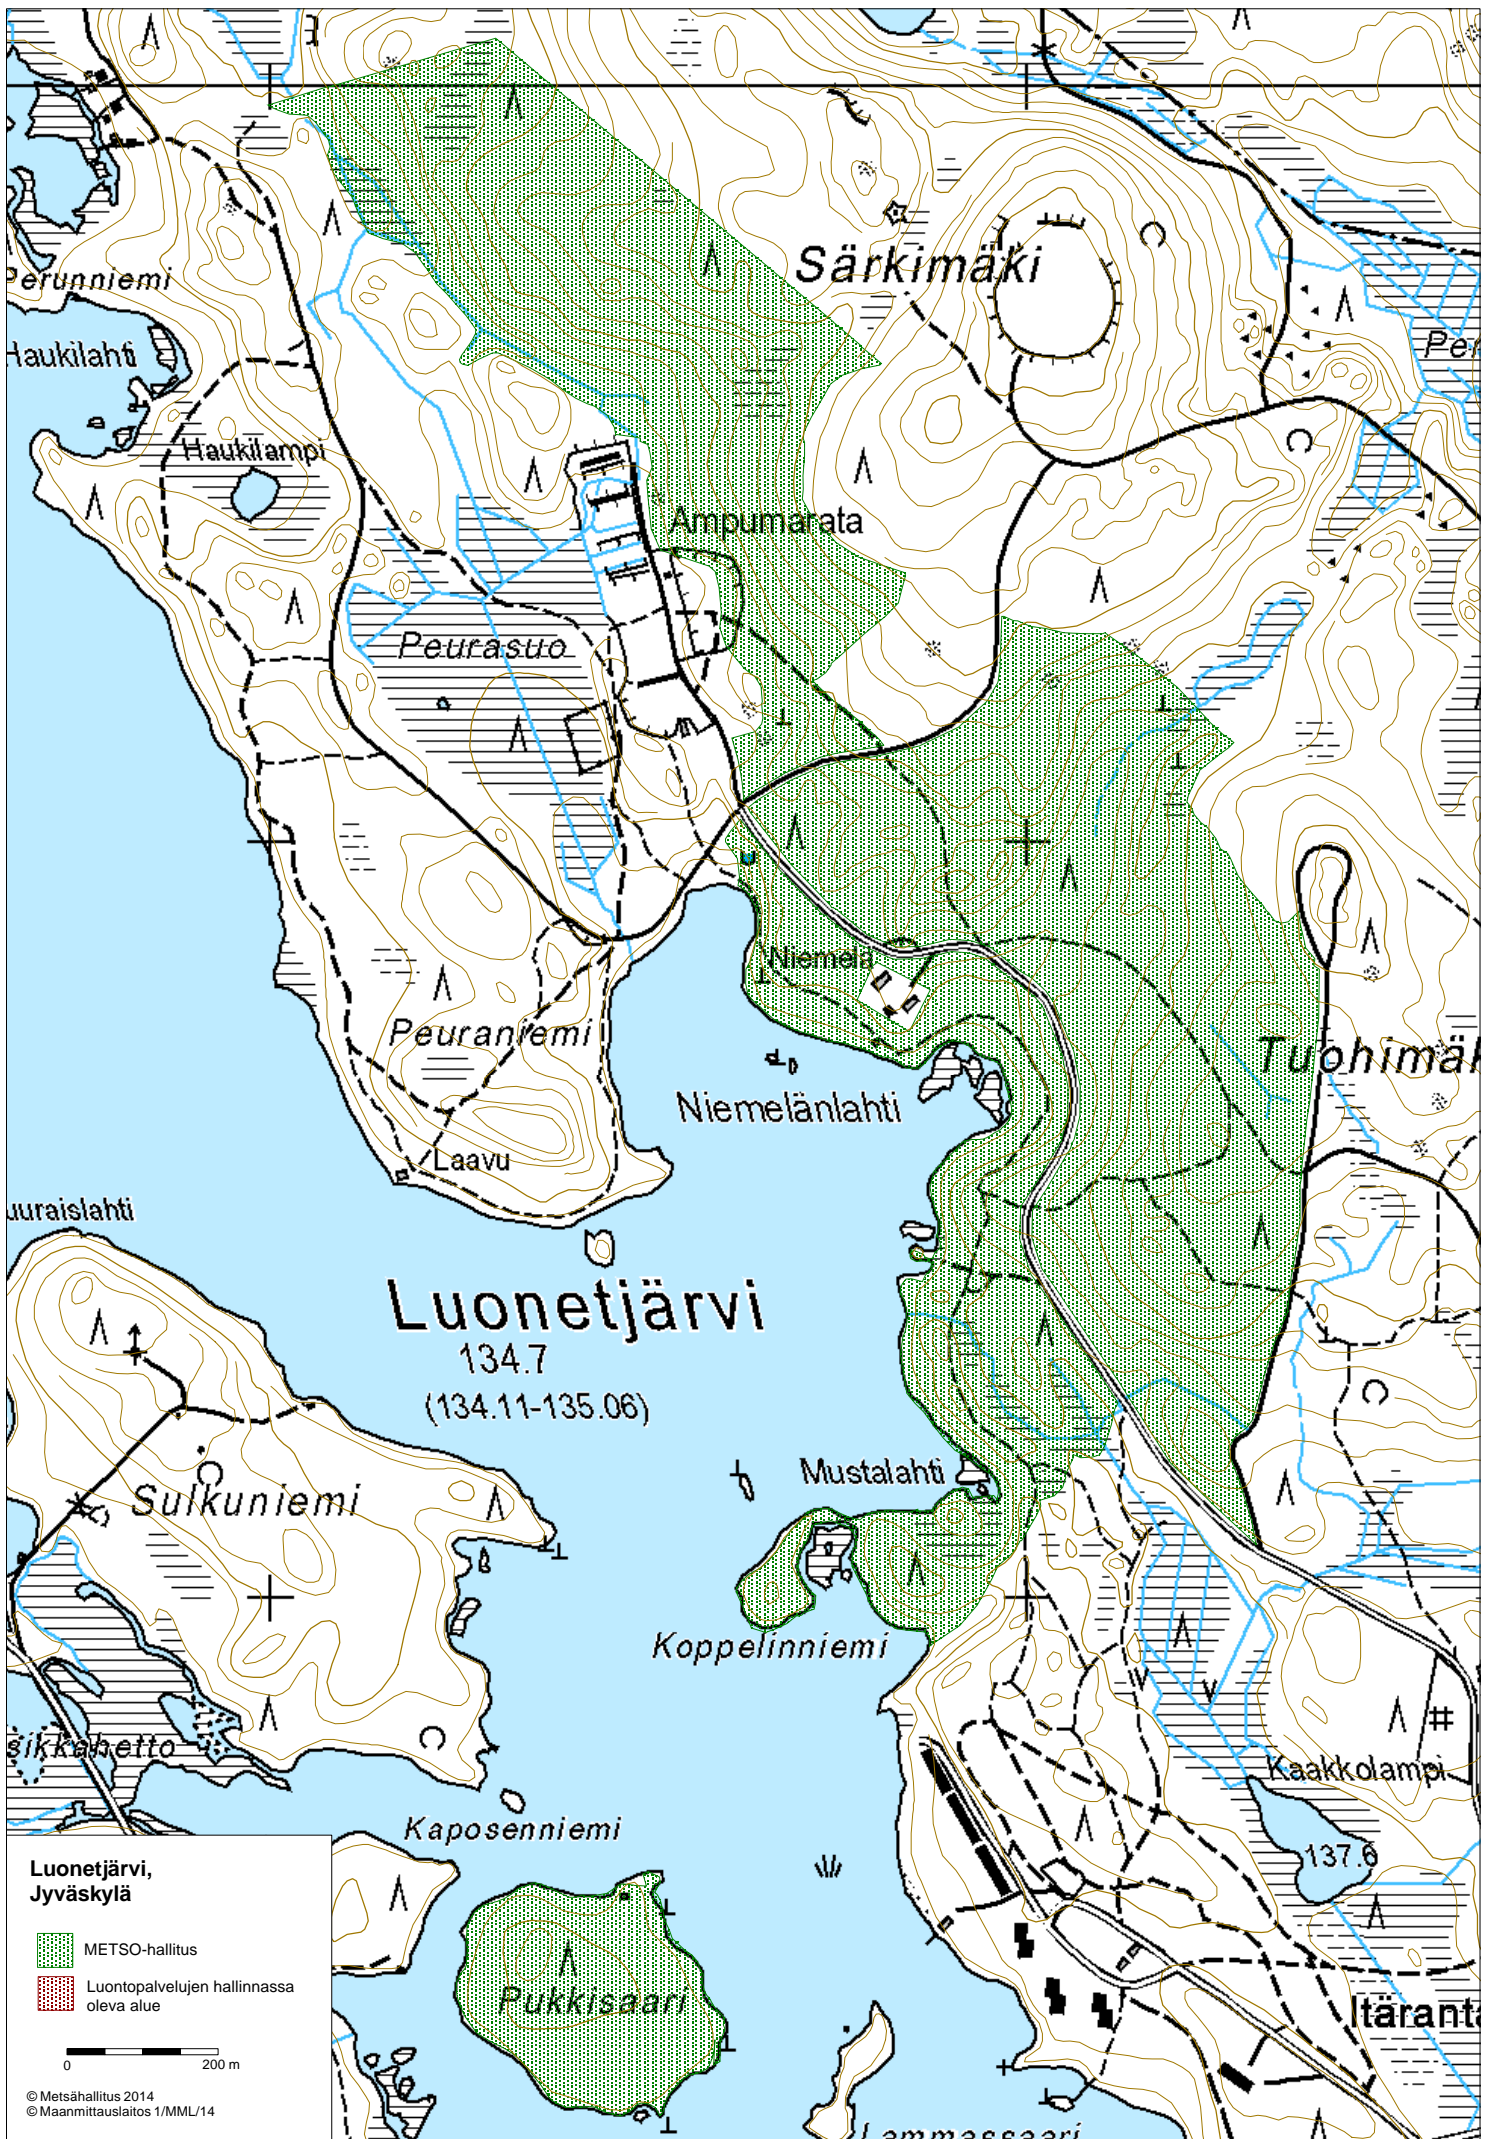 Särkimäki
Perunniemi
Haukilahti
Haukilampi
Ampumarata
Peurasuo
Niemelä
Peuraniemi
Niemelänlahti
Laavu
Luonetjärvi
134.7
(134.11-135.06)
Mustalahti
Suikuniemi
Koppelinniemi
Kaakkolampi
137.6
Kaposenniemi
Pukkisaari
Luonetjärvi,
Jyväskylä
METSO-hallitus
Luontopalvelujen hallinnassa
oleva alue
0 200 m
© Metsähallitus 2014
© Maanmittauslaitos 1/MML/14